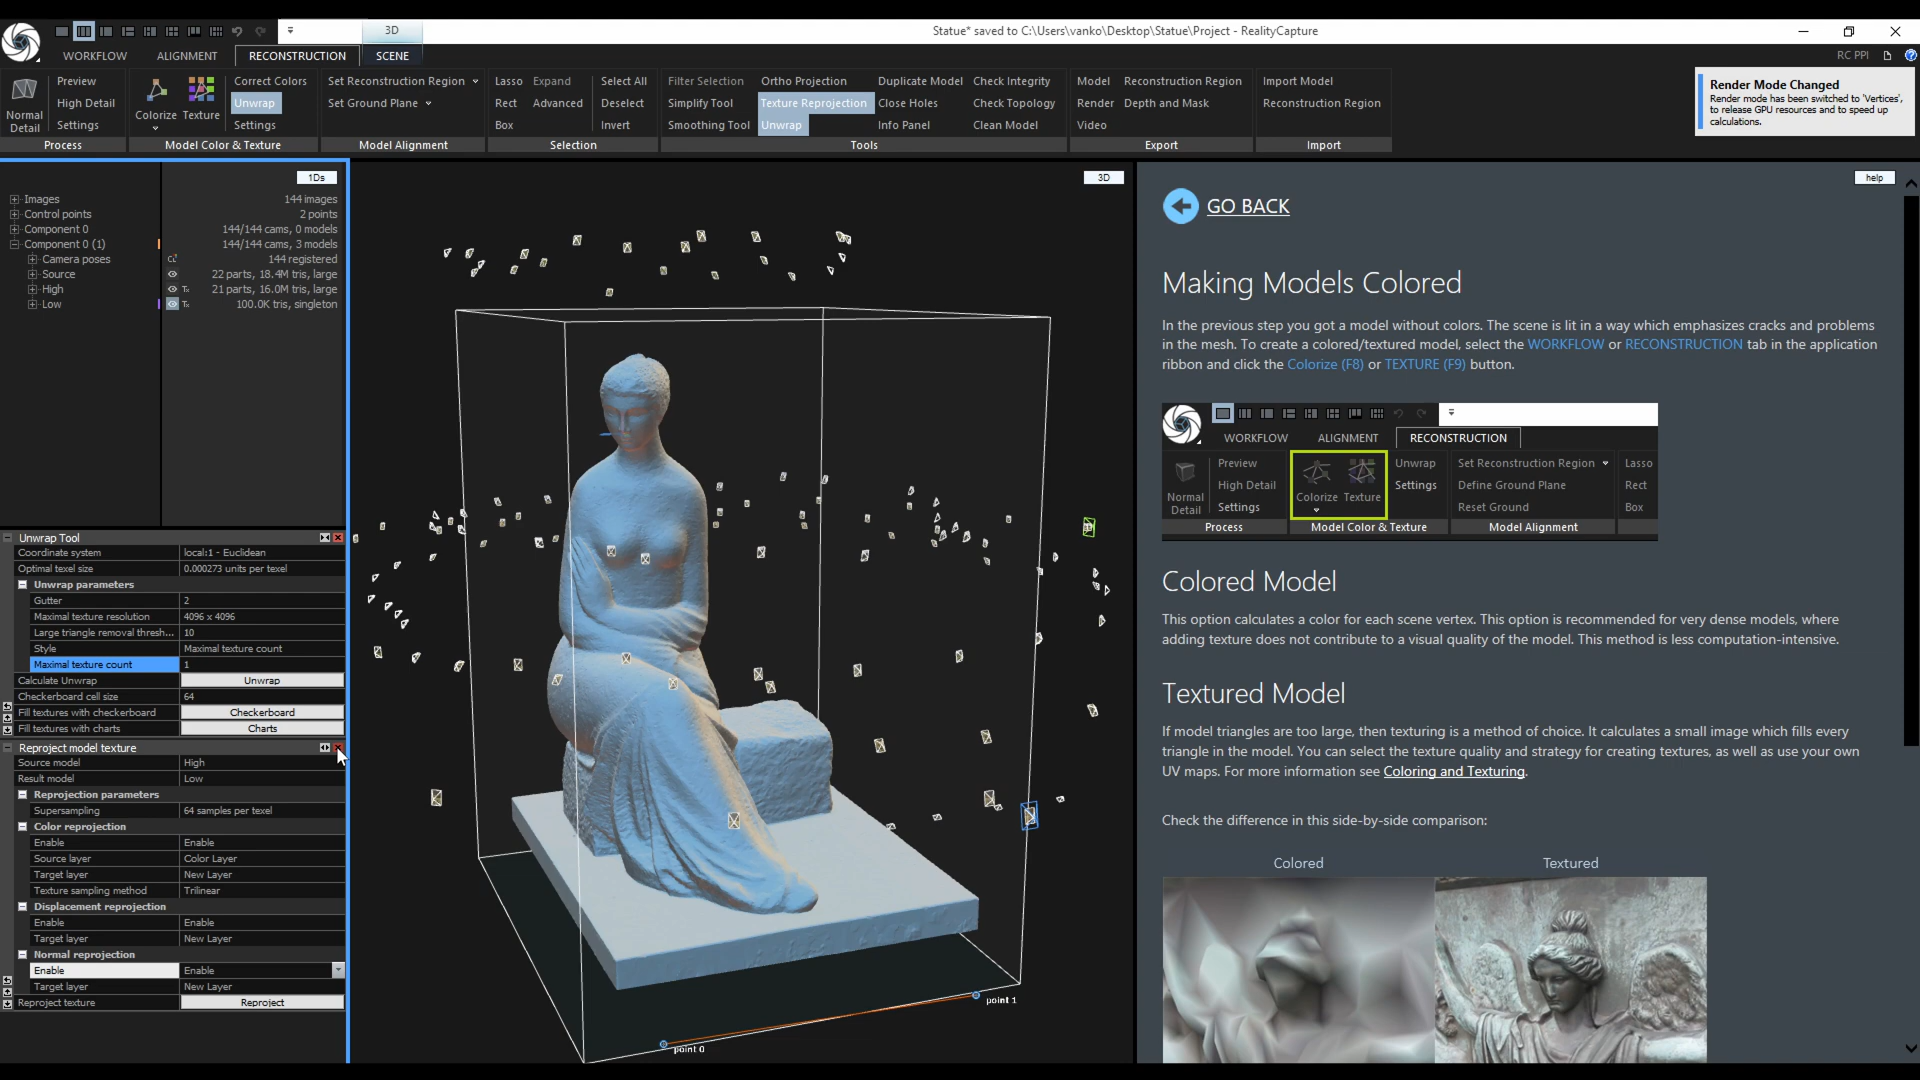 3D
Statue* saved to C:\Users\vanko\Desktop\Statue\Project - RealityCapture
WORKFLOW
ALIGNMENT
RECONSTRUCTION
SCENE
RC PPI
Normal Detail
Preview
High Detail
Settings
Process
Colorize
Texture
Correct Colors
Unwrap
Settings
Model Color & Texture
Set Reconstruction Region
Set Ground Plane
Model Alignment
Lasso
Expand
Select All
Rect
Advanced
Deselect
Box
Invert
Selection
Filter Selection
Ortho Projection
Duplicate Model
Check Integrity
Simplify Tool
Texture Reprojection
Close Holes
Check Topology
Smoothing Tool
Unwrap
Info Panel
Clean Model
Tools
Model
Reconstruction Region
Render
Depth and Mask
Video
Export
Import Model
Reconstruction Region
Import
Render Mode Changed
Render mode has been switched to 'Vertices',
to release GPU resources and to speed up
calculations.
1Ds
Images 144 images
Control points 2 points
Component 0 144/144 cams, 0 models
Component 0 (1) 144/144 cams, 3 models
Camera poses 144 registered
Source 22 parts, 18.4M tris, large
High 21 parts, 16.0M tris, large
Low 100.0K tris, singleton
Unwrap Tool
Coordinate system local:1 - Euclidean
Optimal texel size 0.000273 units per texel
Unwrap parameters
Gutter 2
Maximal texture resolution 4096 x 4096
Large triangle removal thresh... 10
Style Maximal texture count
Maximal texture count 1
Calculate Unwrap Unwrap
Checkerboard cell size 64
Fill textures with checkerboard Checkerboard
Fill textures with charts Charts
Reproject model texture
Source model High
Result model Low
Reprojection parameters
Supersampling 64 samples per texel
Color reprojection
Enable Enable
Source layer Color Layer
Target layer New Layer
Texture sampling method Trilinear
Displacement reprojection
Enable Enable
Target layer New Layer
Normal reprojection
Enable Enable
Target layer New Layer
Reproject texture Reproject
3D
point 1
point 0
help
GO BACK
Making Models Colored
In the previous step you got a model without colors. The scene is lit in a way which emphasizes cracks and problems
in the mesh. To create a colored/textured model, select the WORKFLOW or RECONSTRUCTION tab in the application
ribbon and click the Colorize (F8) or TEXTURE (F9) button.
WORKFLOW
ALIGNMENT
RECONSTRUCTION
Normal Detail
Preview
High Detail
Settings
Process
Colorize
Texture
Unwrap
Settings
Model Color & Texture
Set Reconstruction Region
Define Ground Plane
Reset Ground
Model Alignment
Lasso
Rect
Box
Colored Model
This option calculates a color for each scene vertex. This option is recommended for very dense models, where
adding texture does not contribute to a visual quality of the model. This method is less computation-intensive.
Textured Model
If model triangles are too large, then texturing is a method of choice. It calculates a small image which fills every
triangle in the model. You can select the texture quality and strategy for creating textures, as well as use your own
UV maps. For more information see Coloring and Texturing.
Check the difference in this side-by-side comparison:
Colored
Textured